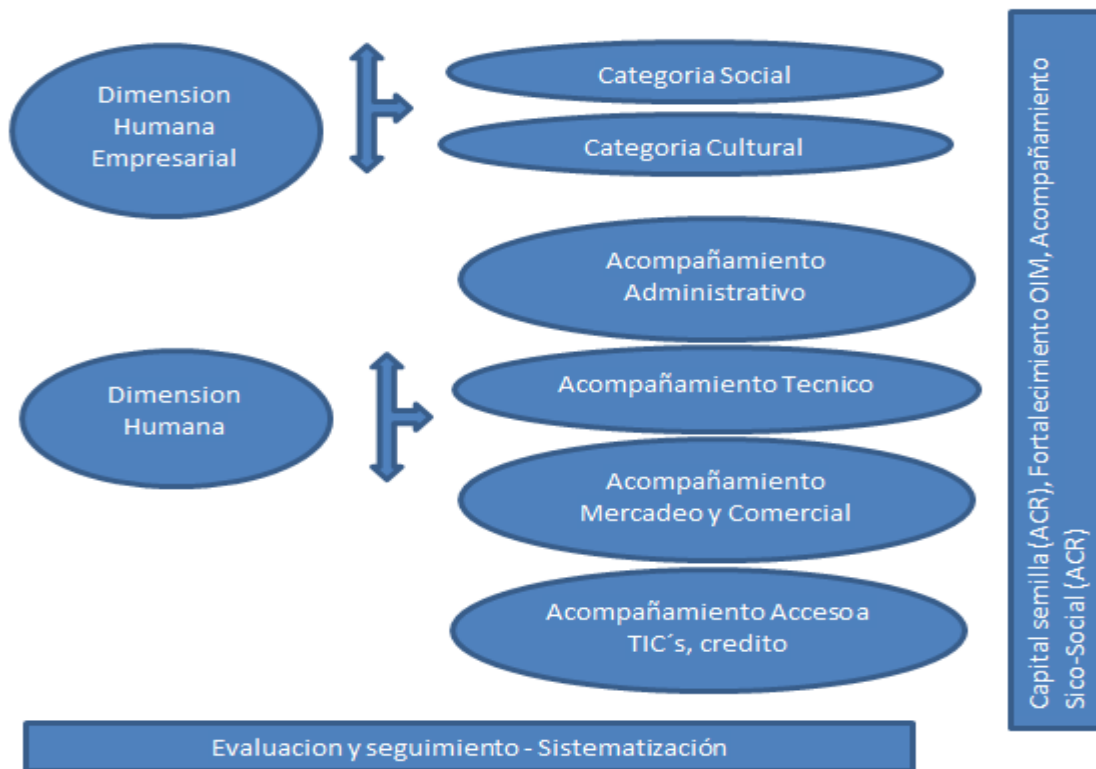 Dimension
Humana
Empresarial
Categoria Social
Categoria Cultural
Acompañamiento
Administrativo
Dimension
Humana
Acompañamiento Tecnico
Acompañamiento
Mercadeo y Comercial
Acompañamiento Acceso a
TIC´s, credito
Evaluacion y seguimiento - Sistematización
Capital semilla (ACR), Fortalecimiento OIM, Acompañamiento
Sico-Social (ACR)